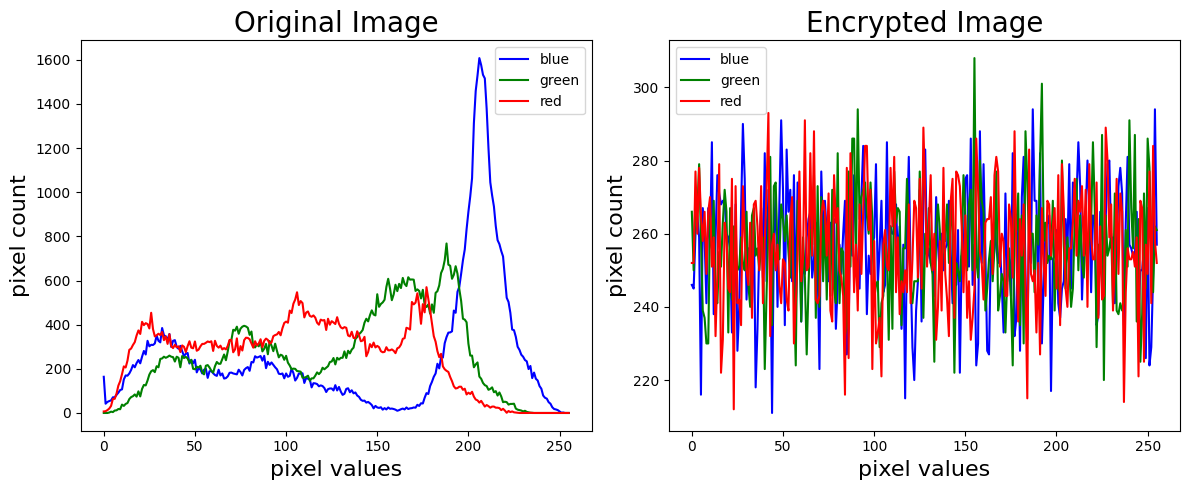 Original Image
pixel count
1600
1400
1200
1000
800
600
400
200
0
blue
green
red
0 50 100 150 200 250
pixel values
Encrypted Image
pixel count
300
280
260
240
220
blue
green
red
0 50 100 150 200 250
pixel values